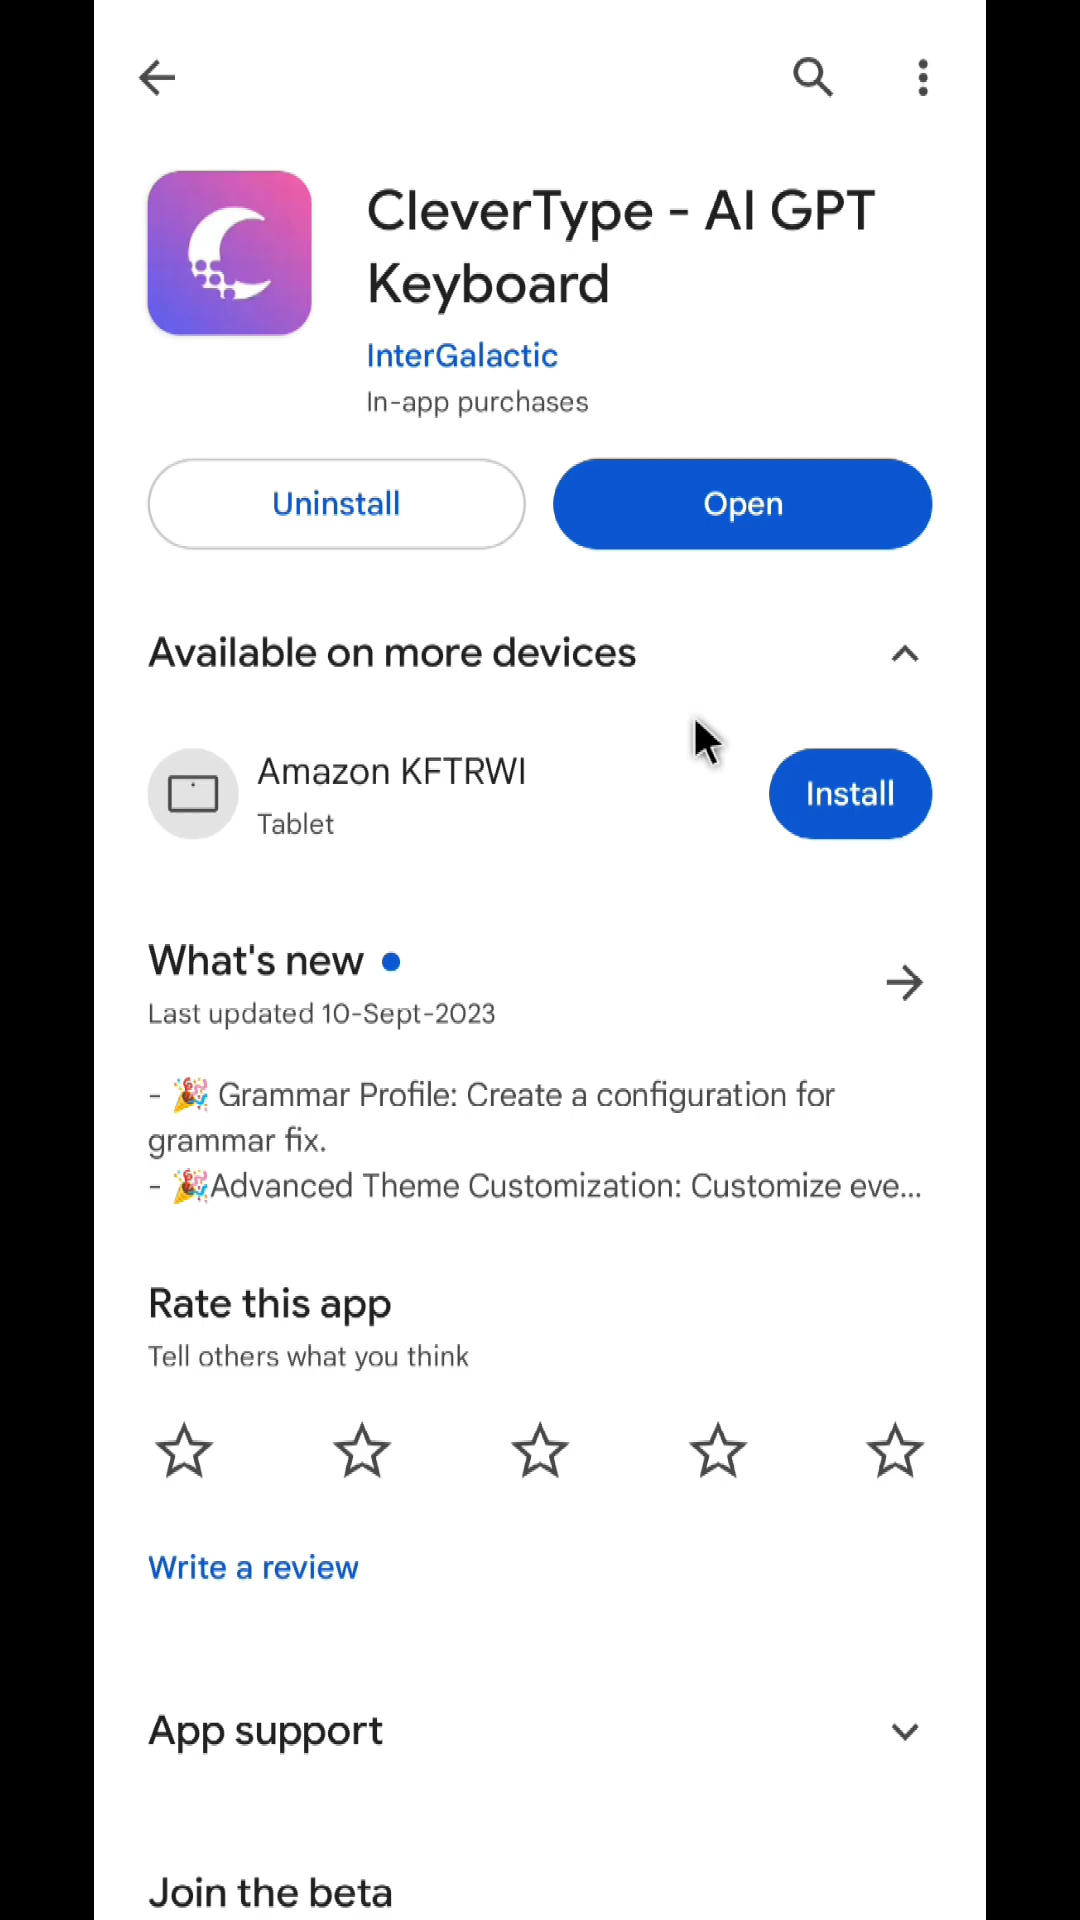 CleverType - AI GPT
Keyboard
InterGalactic
In-app purchases
Uninstall
Open
Available on more devices
Amazon KFTRWI
Tablet
Install
What's new
Last updated 10-Sept-2023
- 🎉 Grammar Profile: Create a configuration for
grammar fix.
- 🎉Advanced Theme Customization: Customize eve...
Rate this app
Tell others what you think
Write a review
App support
Join the beta